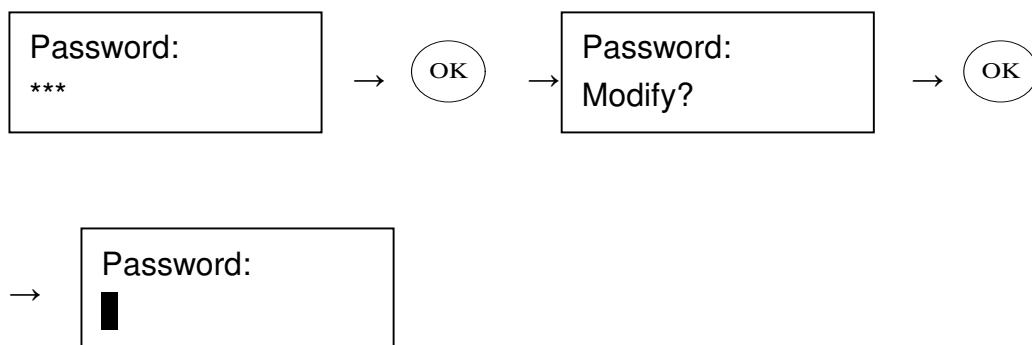 Password:
***
→ OK →
Password:
Modify?
→ OK
→
Password: